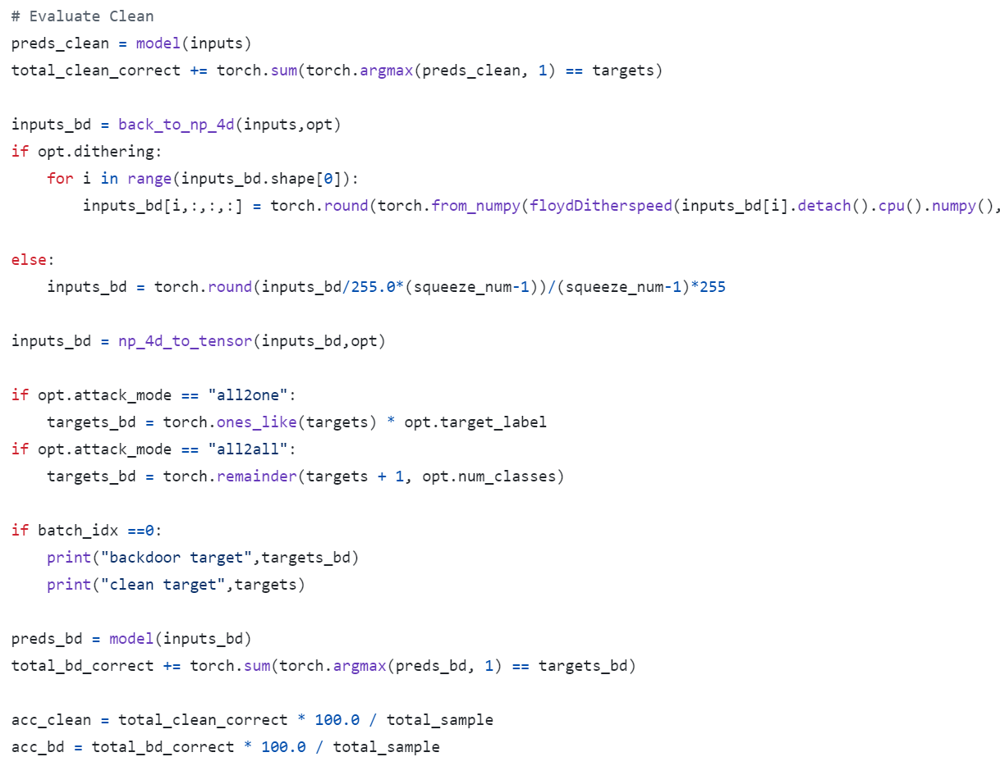 # Evaluate Clean
preds_clean = model(inputs)
total_clean_correct += torch.sum(torch.argmax(preds_clean, 1) == targets)
inputs_bd = back_to_np_4d(inputs,opt)
if opt.dithering:
    for i in range(inputs_bd.shape[0]):
        inputs_bd[i,:,:,:] = torch.round(torch.from_numpy(floydDitherspeed(inputs_bd[i].detach().cpu().numpy(),
else:
    inputs_bd = torch.round(inputs_bd/255.0*(squeeze_num-1))/(squeeze_num-1)*255
inputs_bd = np_4d_to_tensor(inputs_bd,opt)
if opt.attack_mode == "all2one":
    targets_bd = torch.ones_like(targets) * opt.target_label
if opt.attack_mode == "all2all":
    targets_bd = torch.remainder(targets + 1, opt.num_classes)
if batch_idx ==0:
    print("backdoor target",targets_bd)
    print("clean target",targets)
preds_bd = model(inputs_bd)
total_bd_correct += torch.sum(torch.argmax(preds_bd, 1) == targets_bd)
acc_clean = total_clean_correct * 100.0 / total_sample
acc_bd = total_bd_correct * 100.0 / total_sample